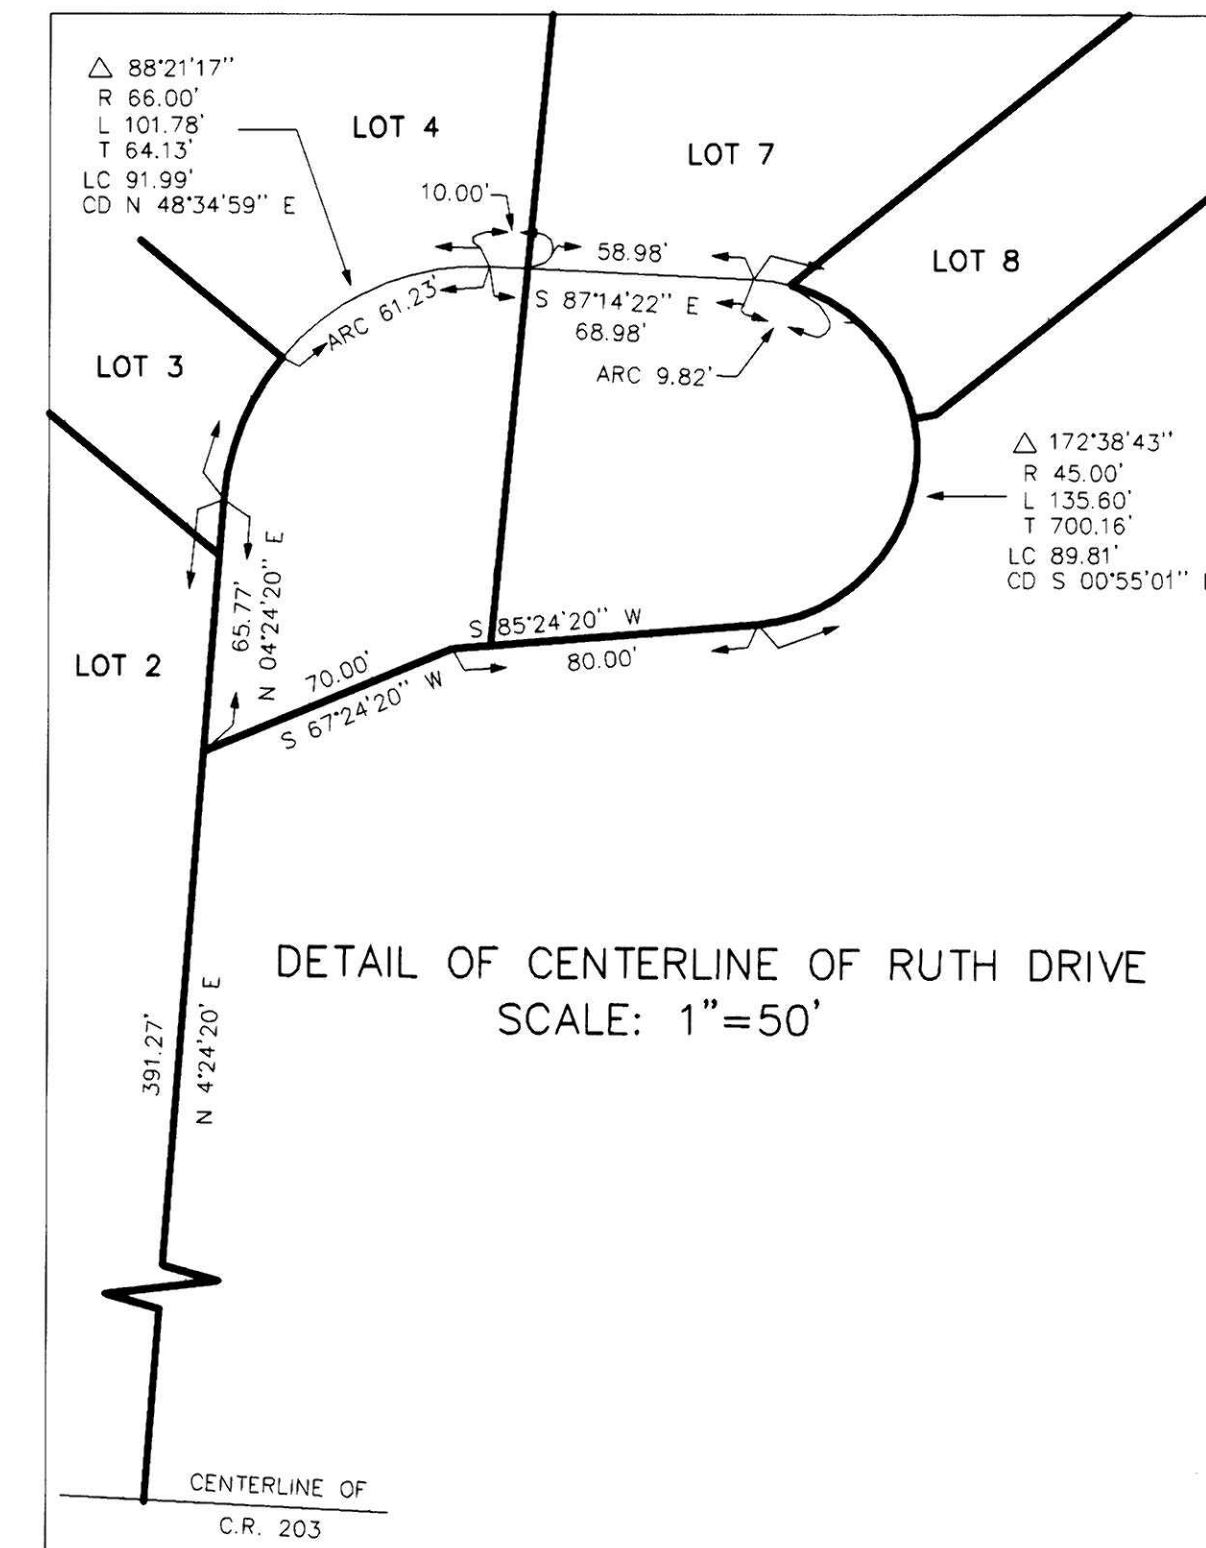 △ 88°21'17"
R 66.00'
L 101.78'
T 64.13'
LC 91.99'
CD N 48°34'59" E
LOT 4
LOT 7
10.00'
58.98'
LOT 8
ARC 61.23'
S 87°14'22" E
68.98'
ARC 9.82'
LOT 3
△ 172°38'43"
R 45.00'
L 135.60'
T 700.16'
LC 89.81'
CD S 00°55'01"
65.77'
N 04°24'20" E
S 85°24'20" W
80.00'
LOT 2
70.00'
S 67°24'20" W
DETAIL OF CENTERLINE OF RUTH DRIVE
SCALE: 1"=50'
391.27'
N 4°24'20' E
CENTERLINE OF
C.R. 203